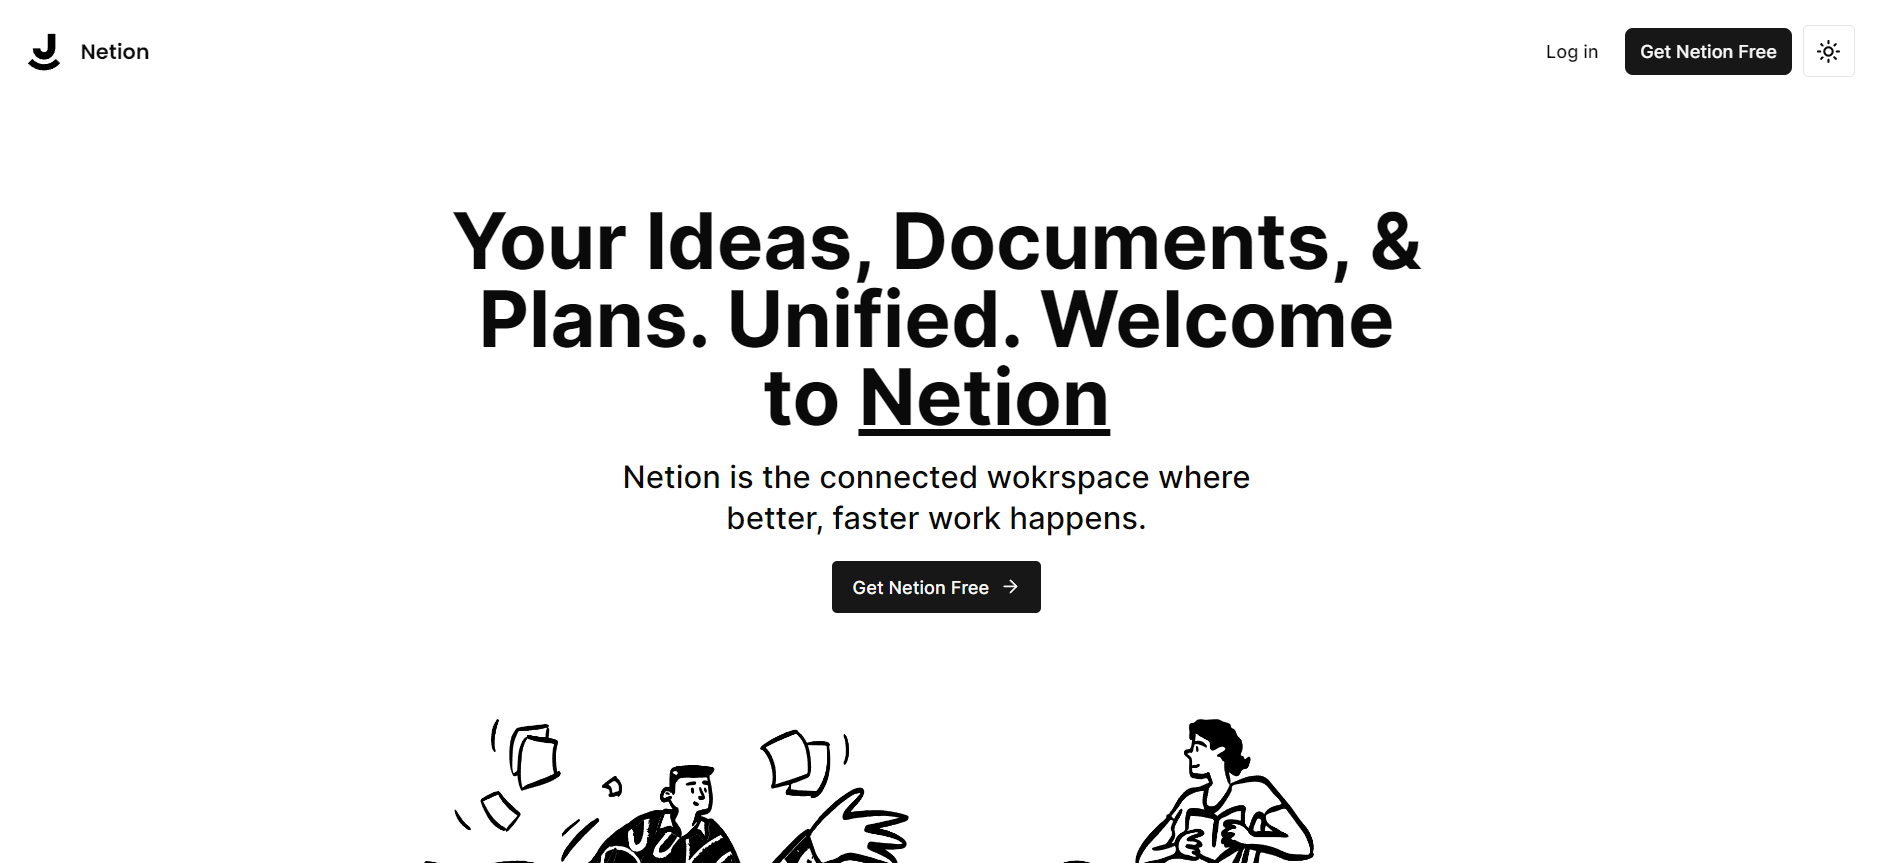 Netion
Log in
Get Netion Free
Your Ideas, Documents, &
Plans. Unified. Welcome
to Netion
Netion is the connected wokrspace where
better, faster work happens.
Get Netion Free